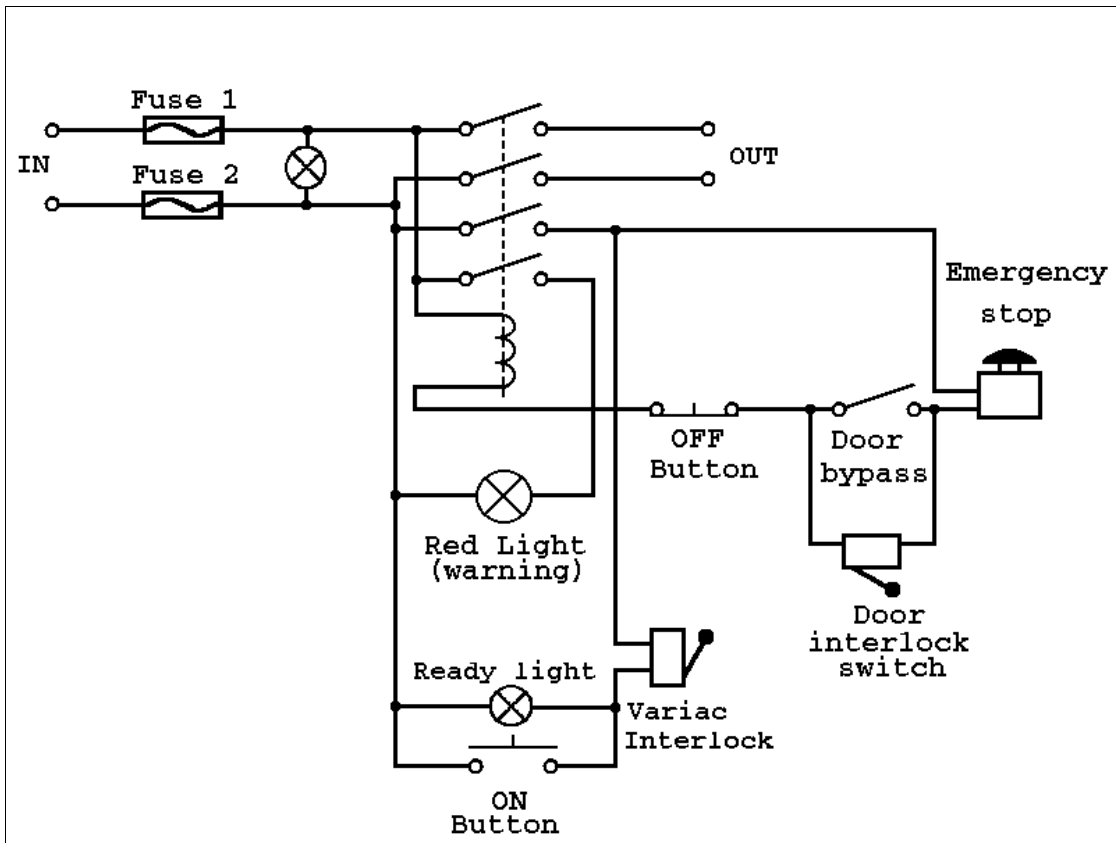 Fuse 1
IN
Fuse 2
OUT
Emergency
stop
OFF
Button
Door
bypass
Red Light
(warning)
Door
interlock
switch
Ready light
Variac
Interlock
ON
Button